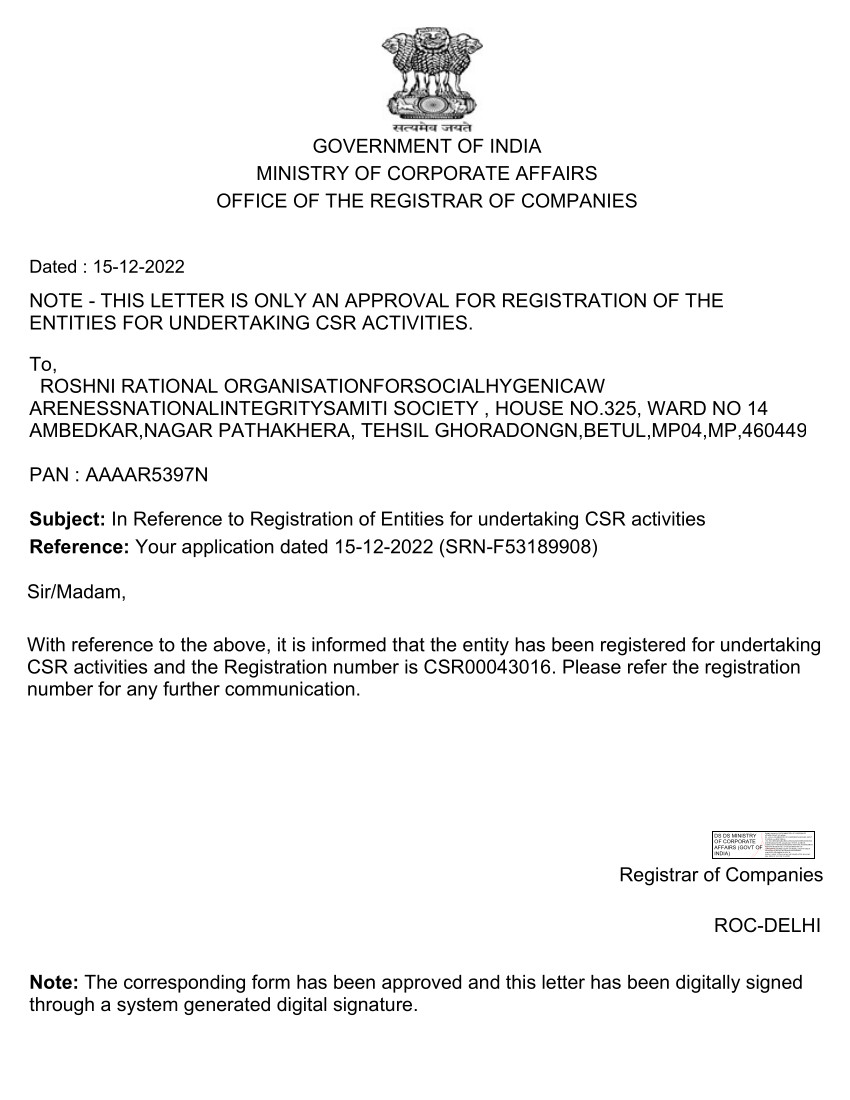 सत्यमेव जयते
GOVERNMENT OF INDIA
MINISTRY OF CORPORATE AFFAIRS
OFFICE OF THE REGISTRAR OF COMPANIES
Dated : 15-12-2022
NOTE - THIS LETTER IS ONLY AN APPROVAL FOR REGISTRATION OF THE
ENTITIES FOR UNDERTAKING CSR ACTIVITIES.
To,
ROSHNI RATIONAL ORGANISATIONFORSOCIALHYGENICAW
ARENESSNATIONALINTEGRITYSAMITI SOCIETY , HOUSE NO.325, WARD NO 14
AMBEDKAR,NAGAR PATHAKHERA, TEHSIL GHORADONGN,BETUL,MP04,MP,460449
PAN : AAAAR5397N
Subject: In Reference to Registration of Entities for undertaking CSR activities
Reference: Your application dated 15-12-2022 (SRN-F53189908)
Sir/Madam,
With reference to the above, it is informed that the entity has been registered for undertaking
CSR activities and the Registration number is CSR00043016. Please refer the registration
number for any further communication.
DS DS MINISTRY
OF CORPORATE
AFFAIRS (GOVT OF
INDIA)
Registrar of Companies
ROC-DELHI
Note: The corresponding form has been approved and this letter has been digitally signed
through a system generated digital signature.